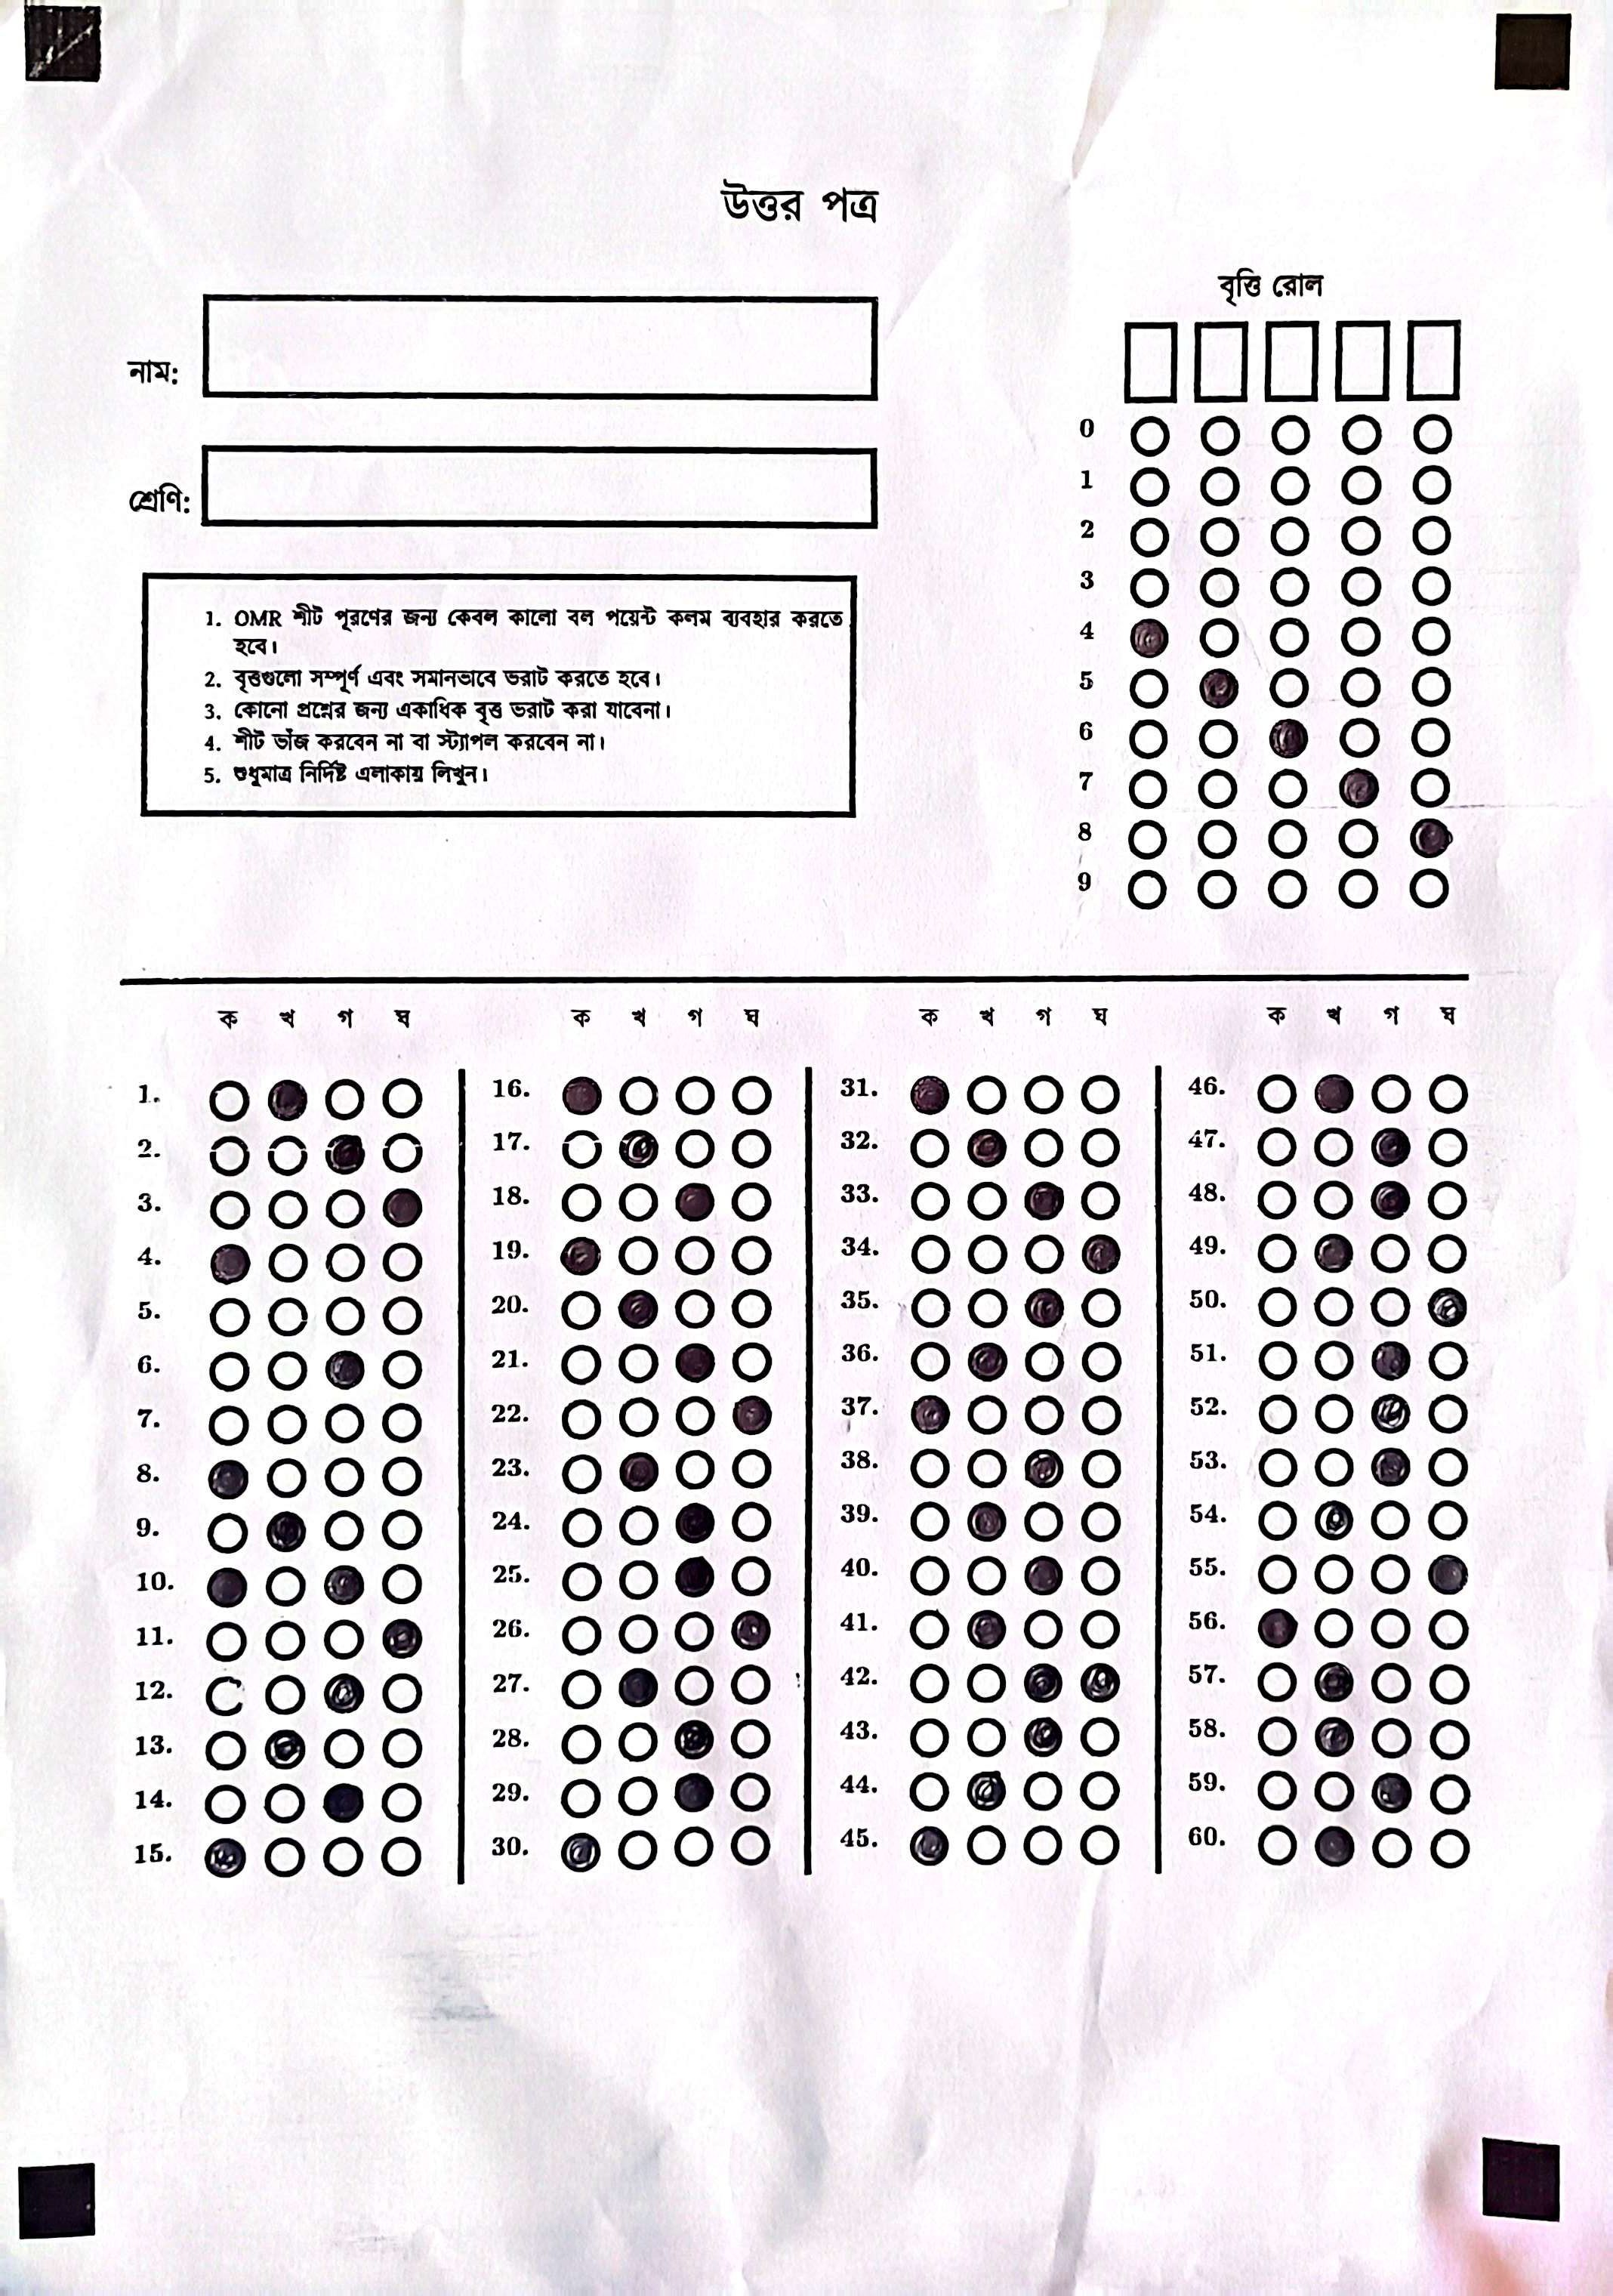 উত্তর পত্র
বৃত্তি রোল
নাম:
শ্রেণি:
0
1
2
3
4
5
6
7
8
9
1. OMR শীট পূরণের জন্য কেবল কালো বল পয়েন্ট কলম ব্যবহার করতে
হবে।
2. বৃত্তগুলো সম্পূর্ণ এবং সমানভাবে ভরাট করতে হবে।
3. কোনো প্রশ্নের জন্য একাধিক বৃত্ত ভরাট করা যাবেনা।
4. শীট ভাঁজ করবেন না বা স্ট্যাপল করবেন না।
5. শুধুমাত্র নির্দিষ্ট এলাকায় লিখুন।
ক খ গ ঘ ক খ গ ঘ ক খ গ ঘ ক খ গ ঘ
1. 16. 31. 46.
2. 17. 32. 47.
3. 18. 33. 48.
4. 19. 34. 49.
5. 20. 35. 50.
6. 21. 36. 51.
7. 22. 37. 52.
8. 23. 38. 53.
9. 24. 39. 54.
10. 25. 40. 55.
11. 26. 41. 56.
12. 27. 42. 57.
13. 28. 43. 58.
14. 29. 44. 59.
15. 30. 45. 60.